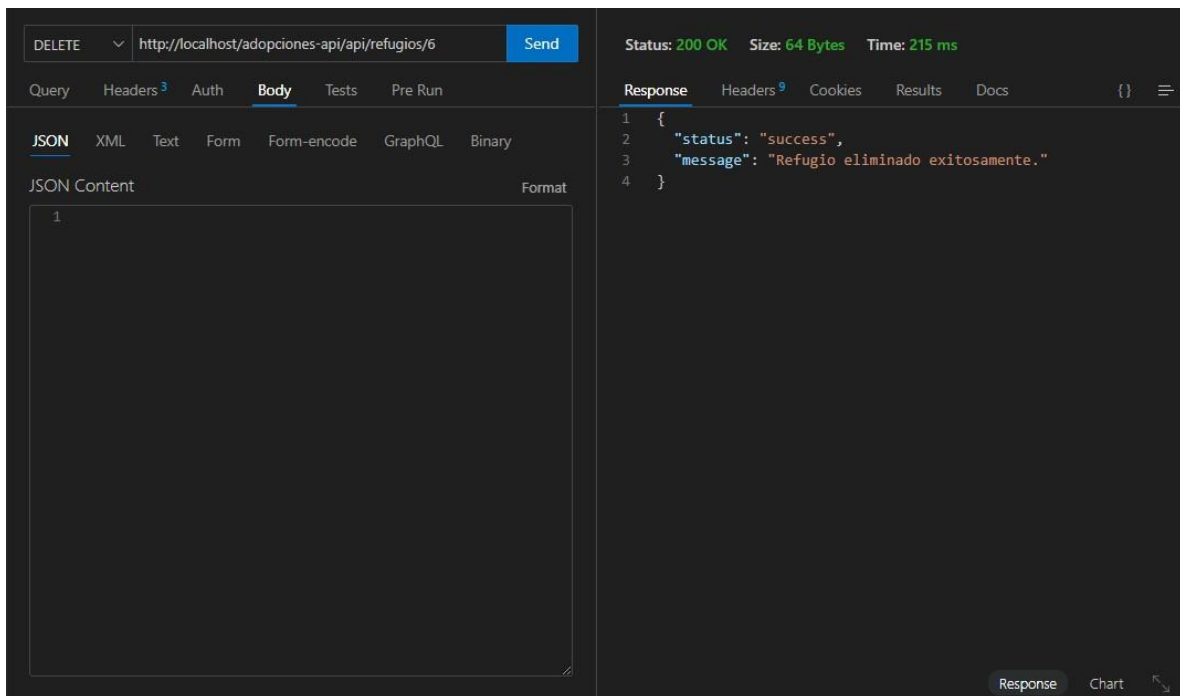 DELETE http://localhost/adopciones-api/api/refugios/6 Send
Query Headers 3 Auth Body Tests Pre Run
JSON XML Text Form Form-encode GraphQL Binary
JSON Content Format
1
Status: 200 OK Size: 64 Bytes Time: 215 ms
Response Headers 9 Cookies Results Docs {}
1 {
2 "status": "success",
3 "message": "Refugio eliminado exitosamente."
4 }
Response Chart